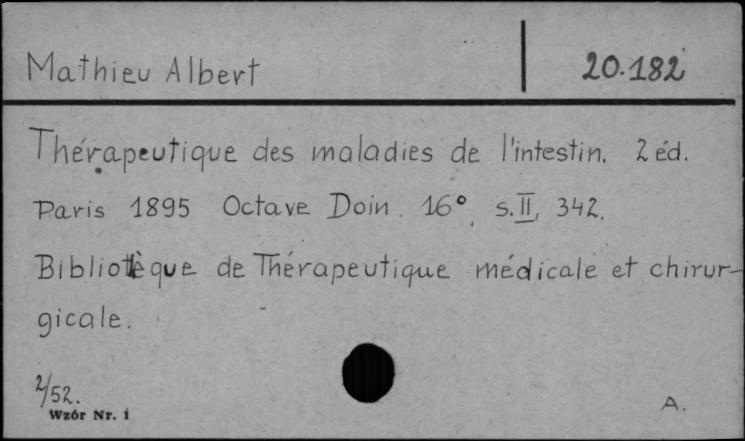 Mathieu Albert 20.182
Thérapeutique des maladies de l'intestin. 2 éd.
Paris 1895 Octave Doin. 16°, s. II, 342.
Bibliothèque de Thérapeutique médicale et chirur-
gicale.
2/52.
Wzór Nr. 1
A.